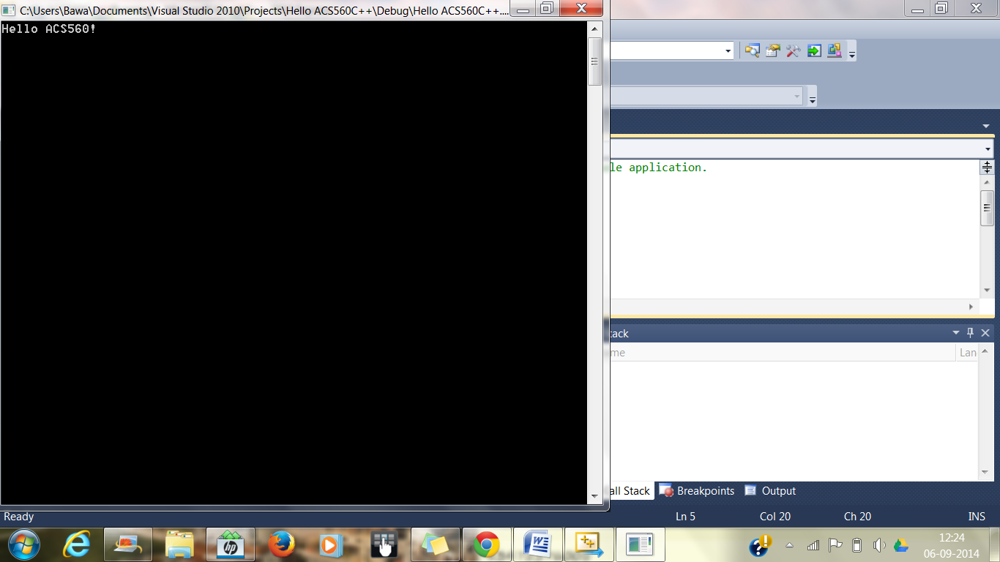 C:\Users\Bawa\Documents\Visual Studio 2010\Projects\Hello ACS560C++\Debug\Hello ACS560C++....
Hello ACS560!
le application.
tack
me
Lan
all Stack
Breakpoints
Output
Ready
Ln 5
Col 20
Ch 20
INS
hp
12:24
06-09-2014